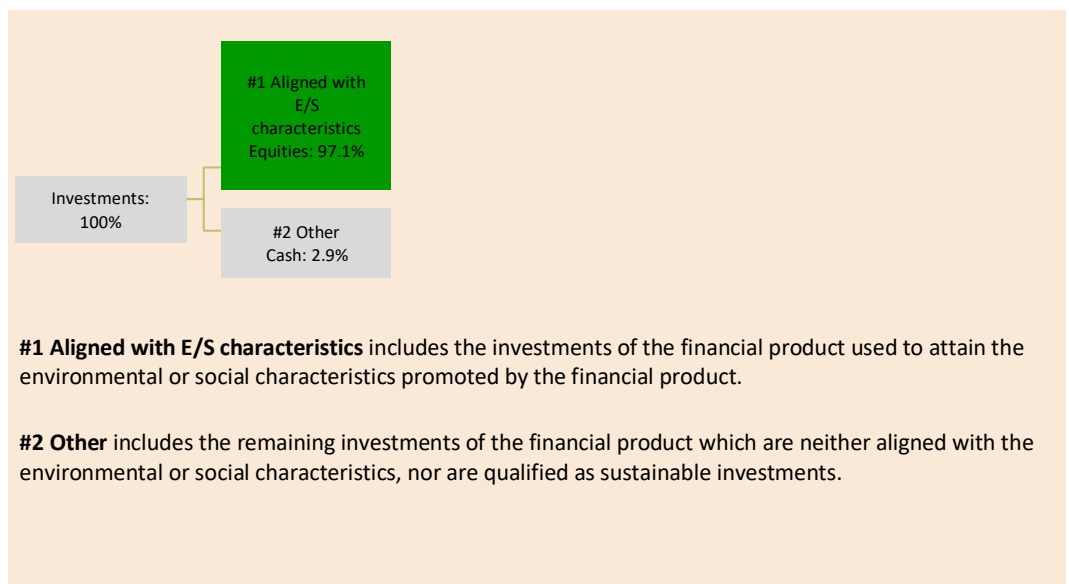 #1 Aligned with
E/S
characteristics
Equities: 97.1%
Investments:
100%
#2 Other
Cash: 2.9%
#1 Aligned with E/S characteristics includes the investments of the financial product used to attain the
environmental or social characteristics promoted by the financial product.
#2 Other includes the remaining investments of the financial product which are neither aligned with the
environmental or social characteristics, nor are qualified as sustainable investments.